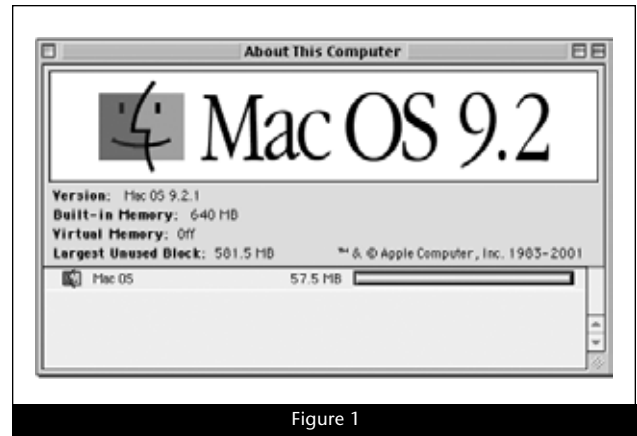 About This Computer
Mac OS 9.2
Version: Mac OS 9.2.1
Built-in Memory: 640 MB
Virtual Memory: Off
Largest Unused Block: 581.5 MB ™ & © Apple Computer, Inc. 1983-2001
Mac OS 57.5 MB
Figure 1